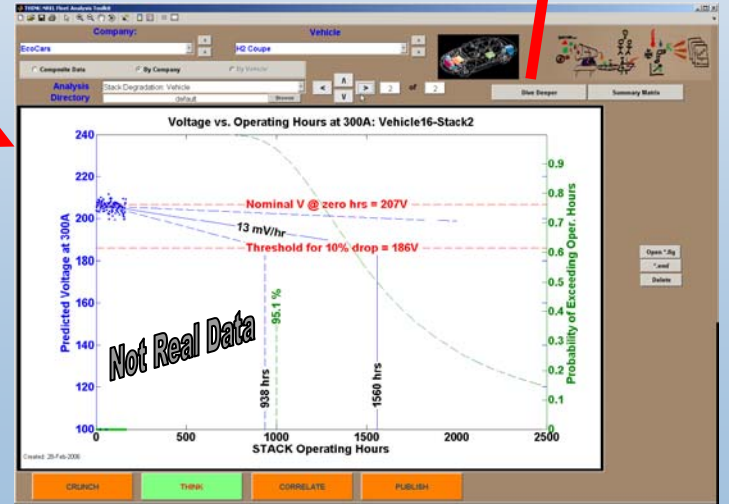 THINK: NREL Fleet Analysis Toolkit
Company:
Vehicle
EcoCars
H2 Coupe
Composite Data
By Company
By Vehicle
Analysis
Directory
Stack Degradation: Vehicle
default
Browse
<
∧
>
∨
2 of 2
Dive Deeper
Summary Matrix
Voltage vs. Operating Hours at 300A: Vehicle16-Stack2
Predicted Voltage at 300A
240
220
200
180
160
140
120
100
Nominal V @ zero hrs = 207V
13 mV/hr
Threshold for 10% drop = 186V
Not Real Data
938 hrs
95.1 %
1560 hrs
0.9
0.8
0.7
0.6
0.5
0.4
0.3
0.2
0.1
0
Probability of Exceeding Oper. Hours
0 500 1000 1500 2000 2500
STACK Operating Hours
Created: 28-Feb-2006
Open *.fig
*.emf
Delete
CRUNCH
THINK
CORRELATE
PUBLISH